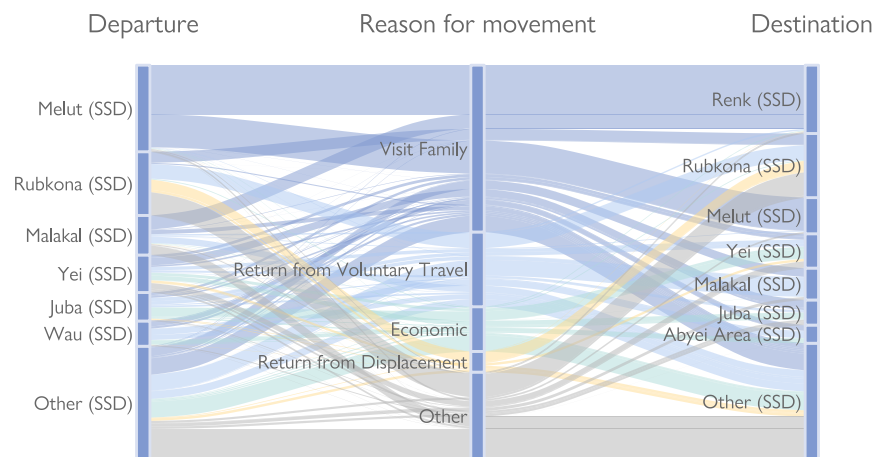 Departure
Reason for movement
Destination
Melut (SSD)
Rubkona (SSD)
Malakal (SSD)
Yei (SSD)
Juba (SSD)
Wau (SSD)
Other (SSD)
Visit Family
Return from Voluntary Travel
Economic
Return from Displacement
Other
Renk (SSD)
Rubkona (SSD)
Melut (SSD)
Yei (SSD)
Malakal (SSD)
Juba (SSD)
Abyei Area (SSD)
Other (SSD)